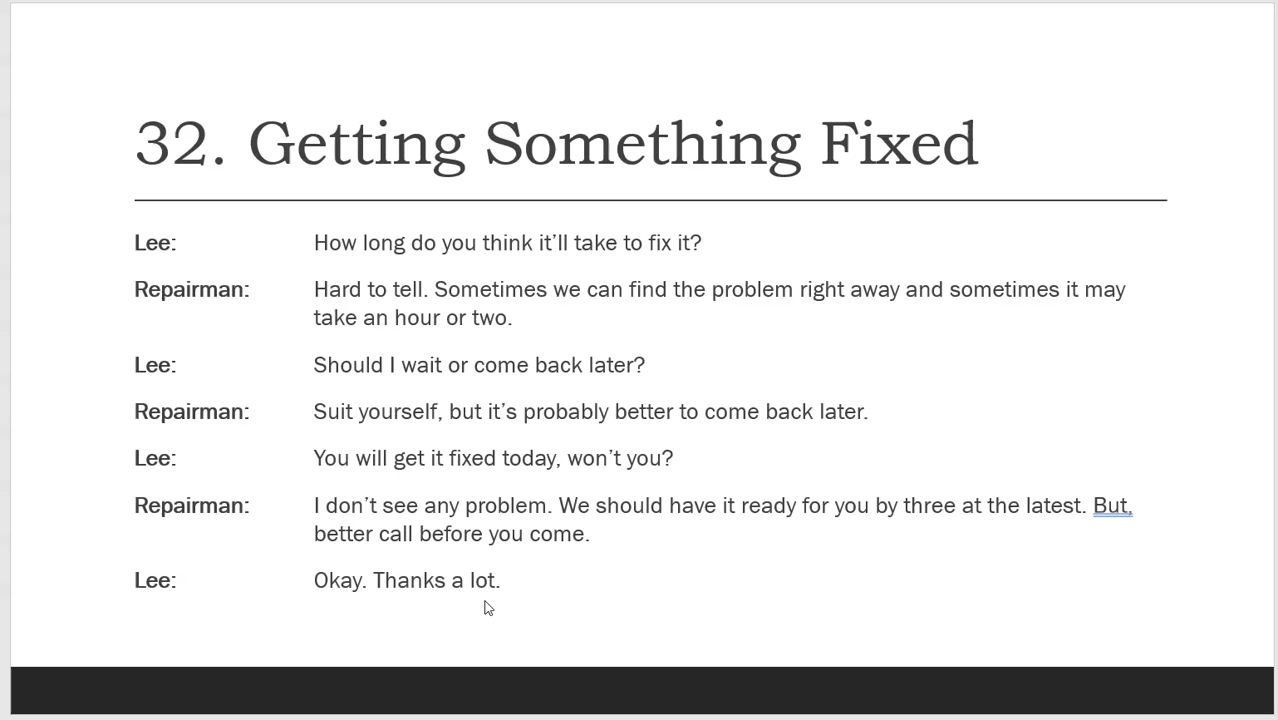 32. Getting Something Fixed
Lee: How long do you think it’ll take to fix it?
Repairman: Hard to tell. Sometimes we can find the problem right away and sometimes it may
take an hour or two.
Lee: Should I wait or come back later?
Repairman: Suit yourself, but it’s probably better to come back later.
Lee: You will get it fixed today, won’t you?
Repairman: I don’t see any problem. We should have it ready for you by three at the latest. But,
better call before you come.
Lee: Okay. Thanks a lot.